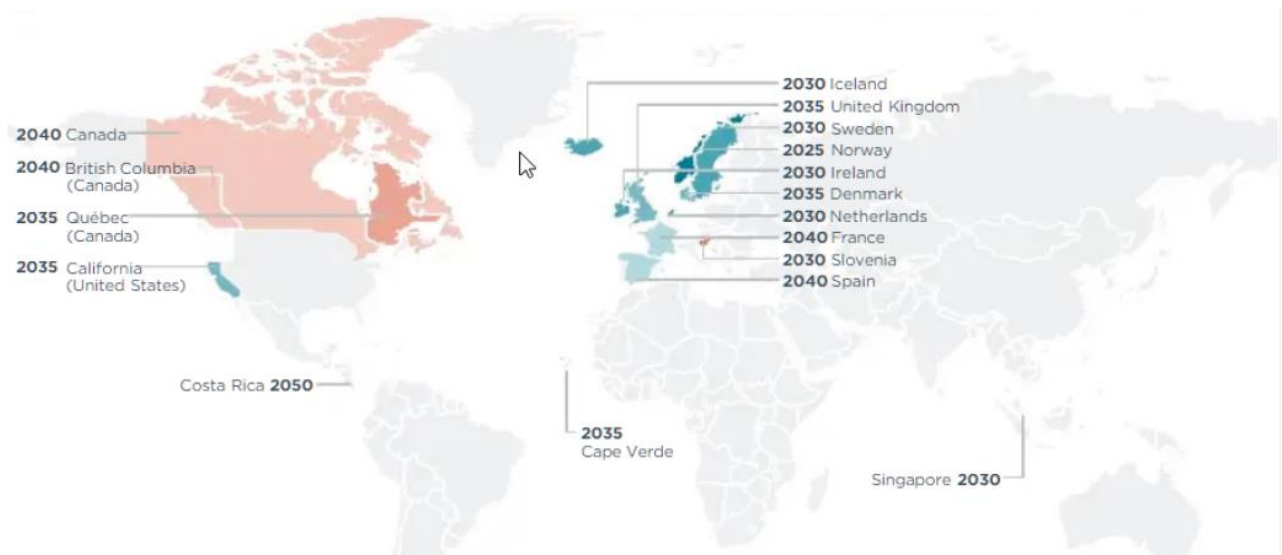 2040 Canada
2040 British Columbia
(Canada)
2035 Québec
(Canada)
2035 California
(United States)
Costa Rica 2050
2030 Iceland
2035 United Kingdom
2030 Sweden
2025 Norway
2030 Ireland
2035 Denmark
2030 Netherlands
2040 France
2030 Slovenia
2040 Spain
2035
Cape Verde
Singapore 2030